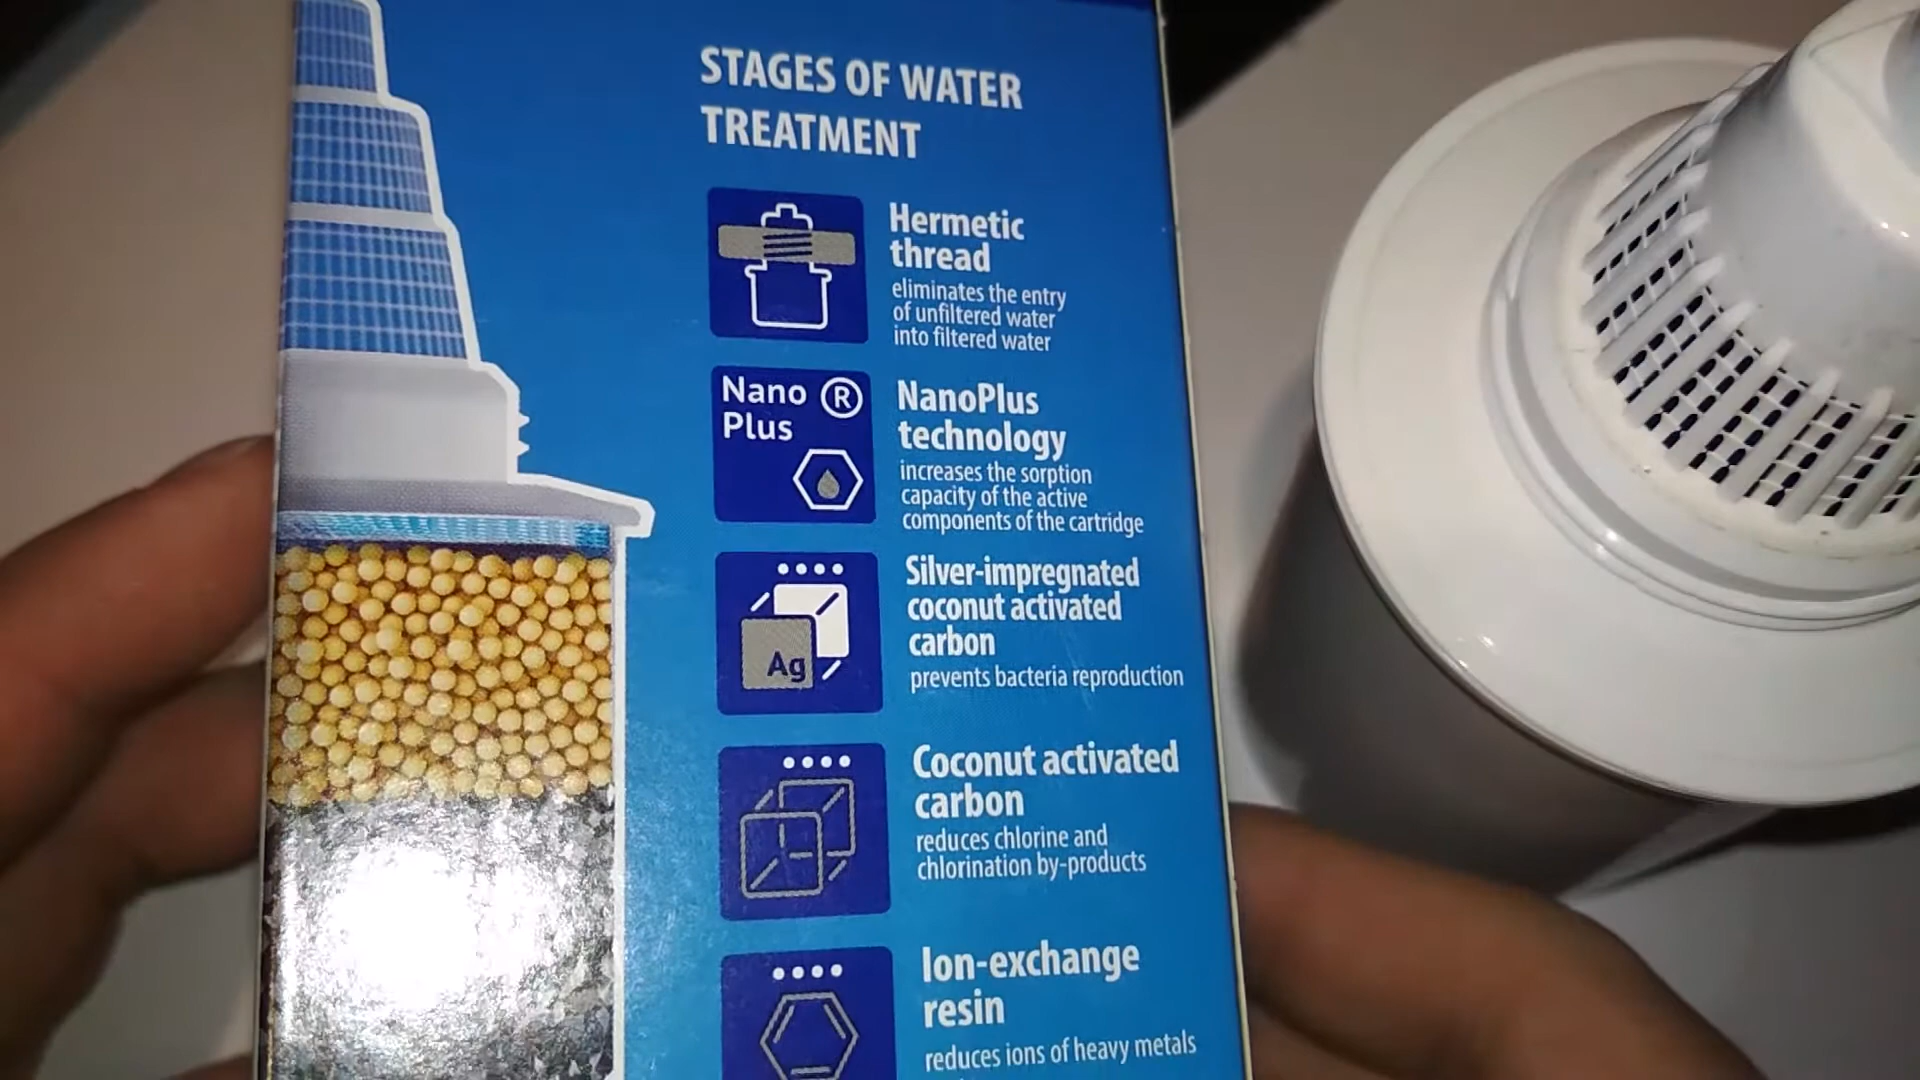 STAGES OF WATER
TREATMENT
Hermetic
thread
eliminates the entry
of unfiltered water
into filtered water
Nano ®
Plus
NanoPlus
technology
increases the sorption
capacity of the active
components of the cartridge
Ag
Silver-impregnated
coconut activated
carbon
prevents bacteria reproduction
Coconut activated
carbon
reduces chlorine and
chlorination by-products
Ion-exchange
resin
reduces ions of heavy metals